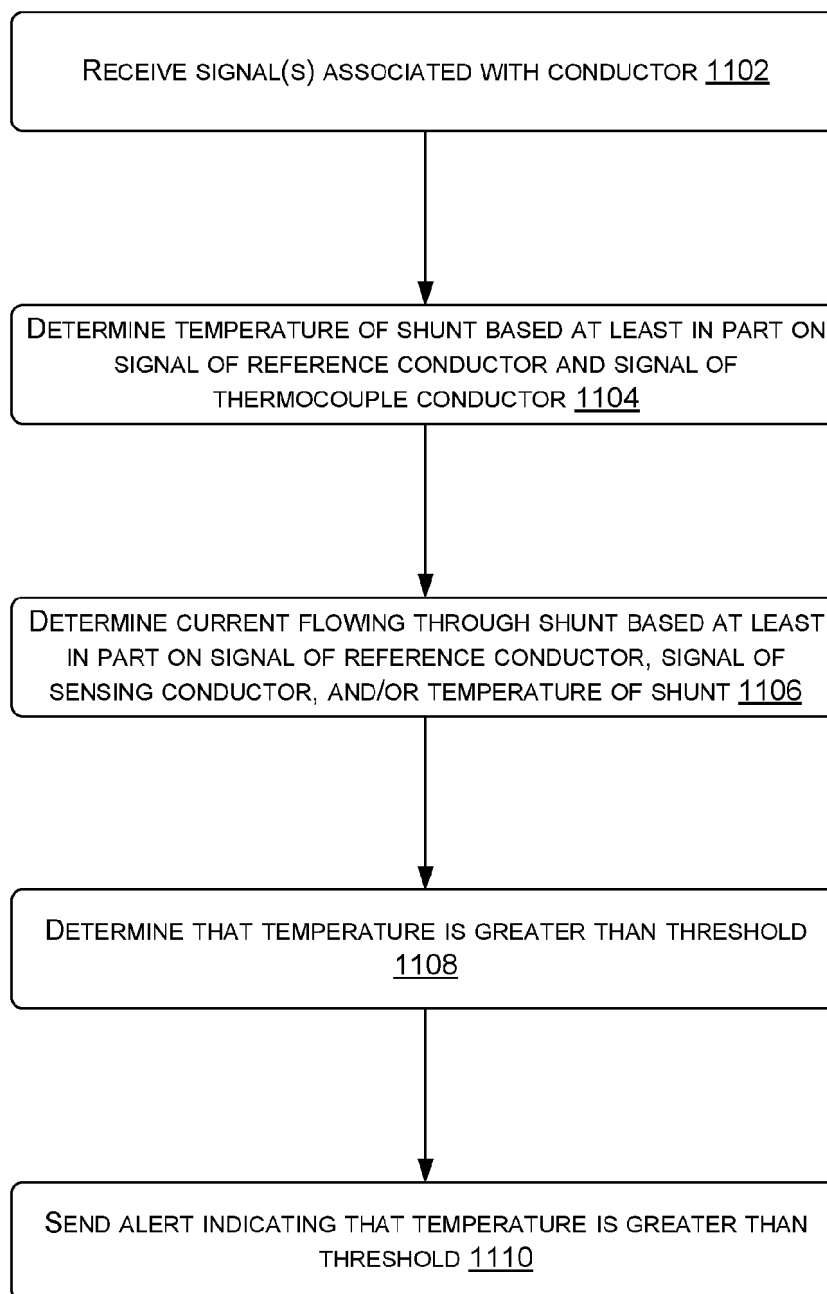 RECEIVE SIGNAL(S) ASSOCIATED WITH CONDUCTOR 1102
DETERMINE TEMPERATURE OF SHUNT BASED AT LEAST IN PART ON
SIGNAL OF REFERENCE CONDUCTOR AND SIGNAL OF
THERMOCOUPLE CONDUCTOR 1104
DETERMINE CURRENT FLOWING THROUGH SHUNT BASED AT LEAST
IN PART ON SIGNAL OF REFERENCE CONDUCTOR, SIGNAL OF
SENSING CONDUCTOR, AND/OR TEMPERATURE OF SHUNT 1106
DETERMINE THAT TEMPERATURE IS GREATER THAN THRESHOLD
1108
SEND ALERT INDICATING THAT TEMPERATURE IS GREATER THAN
THRESHOLD 1110